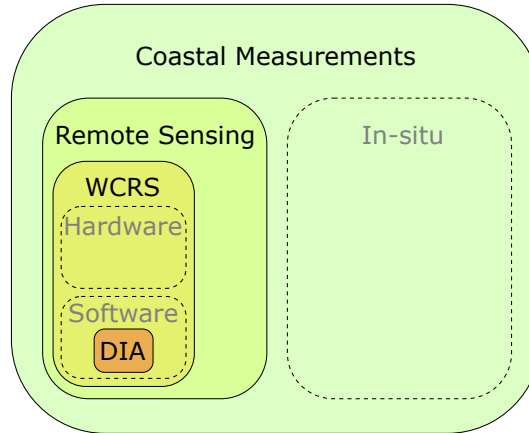 Coastal Measurements
Remote Sensing
In-situ
WCRS
Hardware
Software
DIA